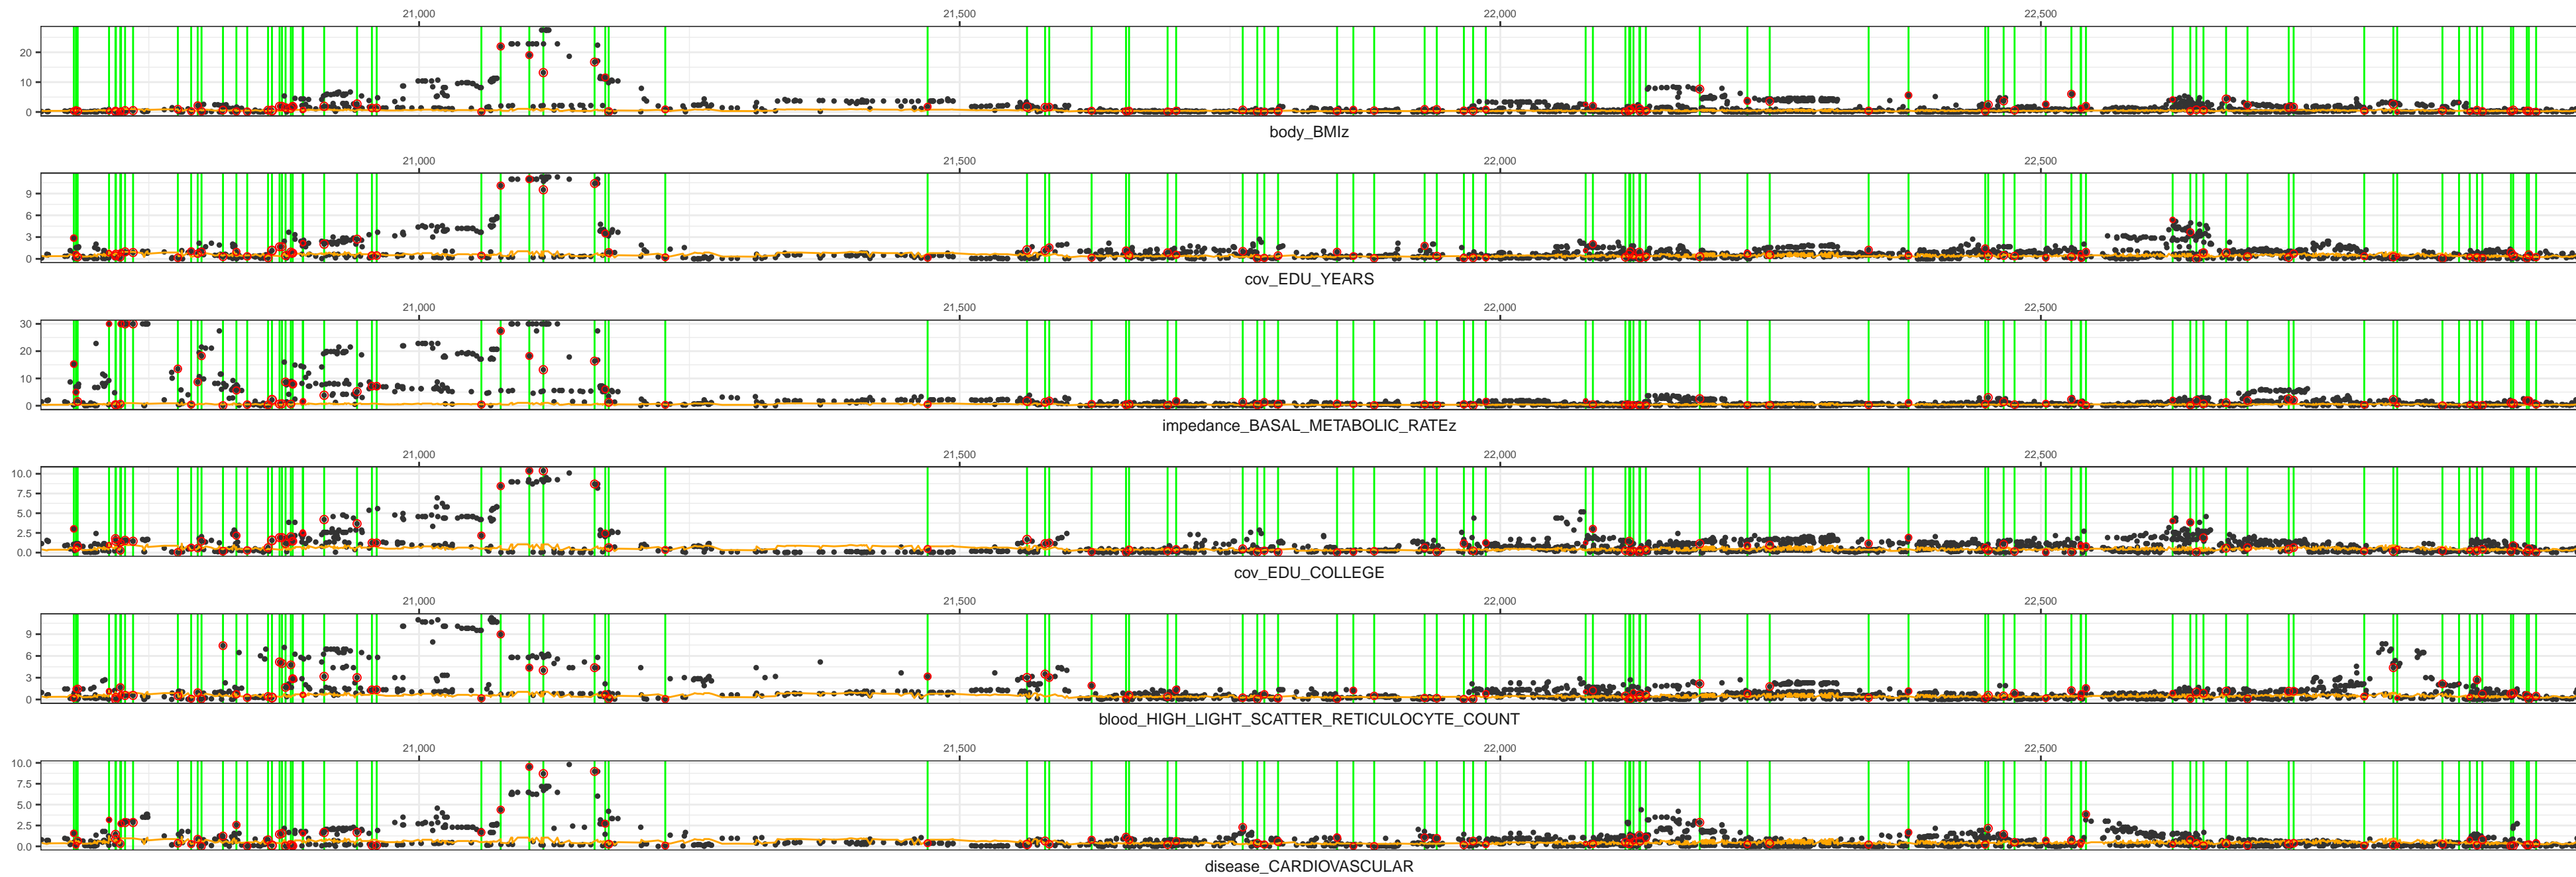 21,000 21,500 22,000 22,500
20
10
0
body_BMIz
21,000 21,500 22,000 22,500
9
6
3
0
cov_EDU_YEARS
21,000 21,500 22,000 22,500
30
20
10
0
impedance_BASAL_METABOLIC_RATEz
21,000 21,500 22,000 22,500
10.0
7.5
5.0
2.5
0.0
cov_EDU_COLLEGE
21,000 21,500 22,000 22,500
9
6
3
0
blood_HIGH_LIGHT_SCATTER_RETICULOCYTE_COUNT
21,000 21,500 22,000 22,500
10.0
7.5
5.0
2.5
0.0
disease_CARDIOVASCULAR